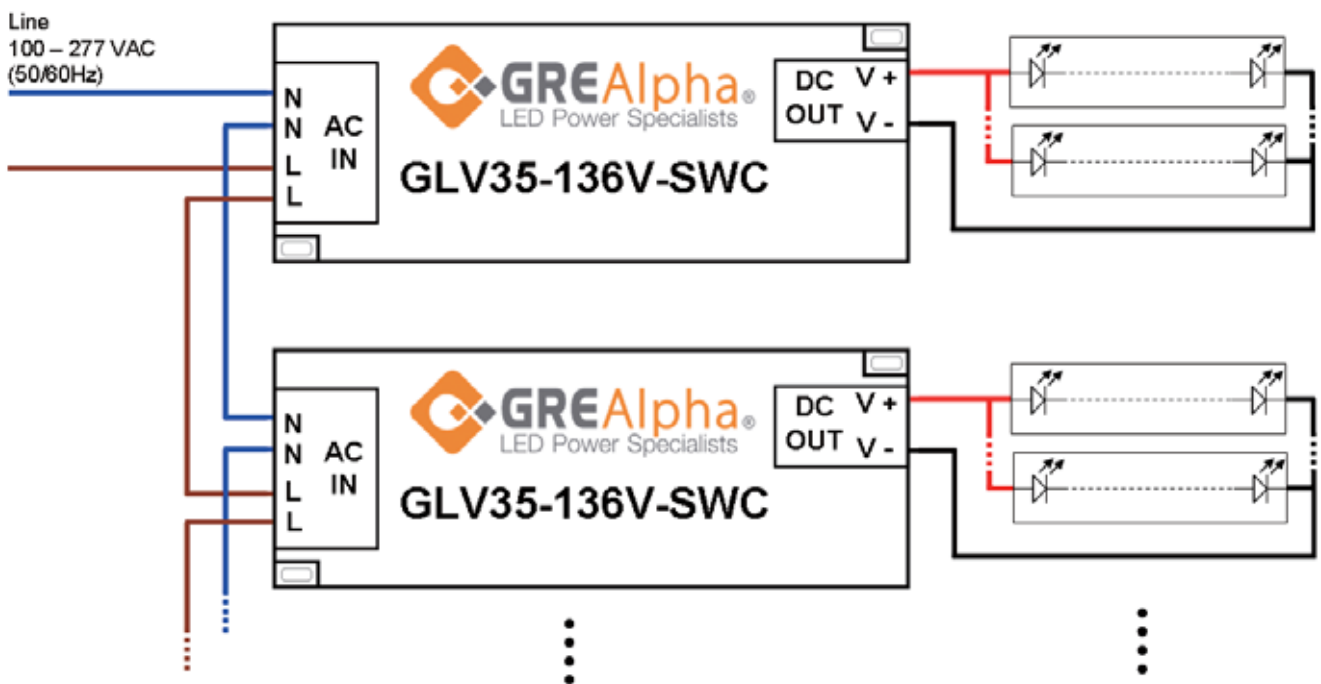 Line
100 – 277 VAC
(50/60Hz)
N
N
L
L
AC
IN
GREAlpha®
LED Power Specialists
GLV35-136V-SWC
DC
OUT
V +
V -
N
N
L
L
AC
IN
GREAlpha®
LED Power Specialists
GLV35-136V-SWC
DC
OUT
V +
V -